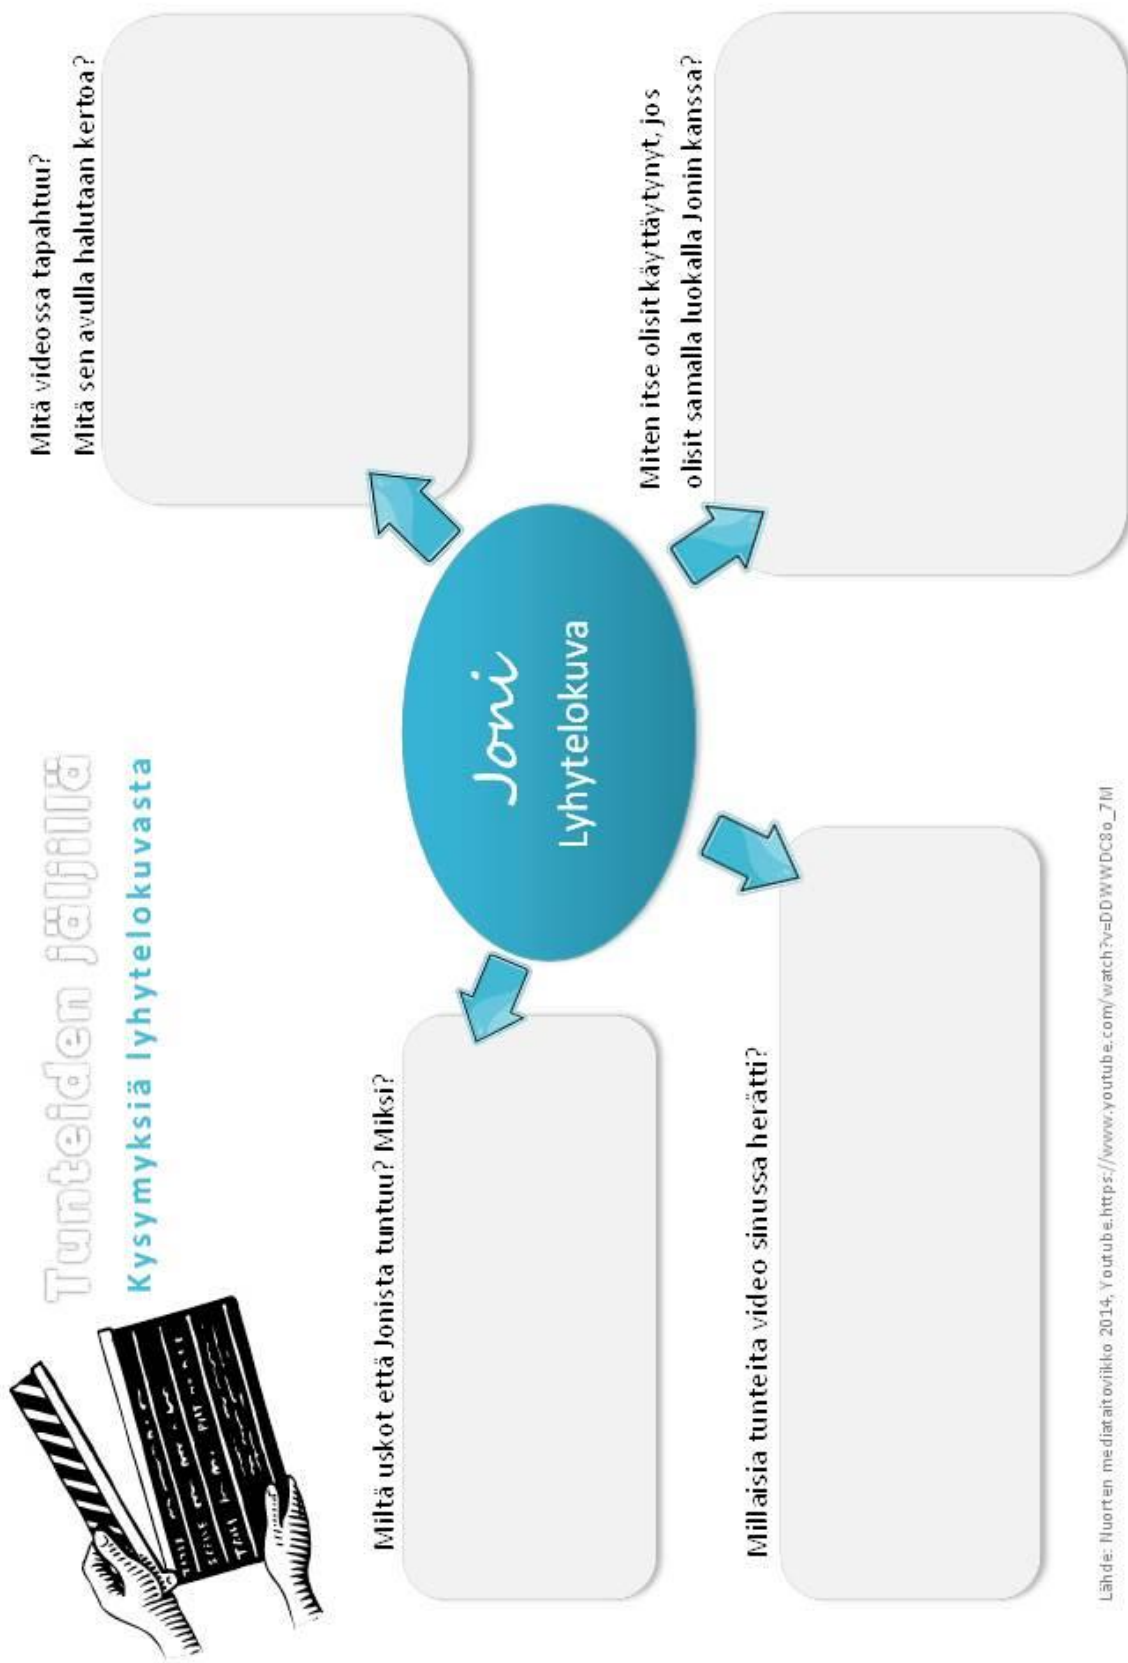 Tunteiden jäljillä
Kysymyksiä lyhytelokuvasta
Mitä videossa tapahtuu?
Mitä sen avulla halutaan kertoa?
Miltä uskot että Jonista tuntuu? Miksi?
Joni
Lyhytelokuva
Miten itse olisit käyttäytynyt, jos
olisit samalla luokalla Jonin kanssa?
Millaisia tunteita video sinussa herätti?
Lähde: Nuorten mediataitoviikko 2014, Youtube.https://www.youtube.com/watch?v=DDWWDC8o_7M